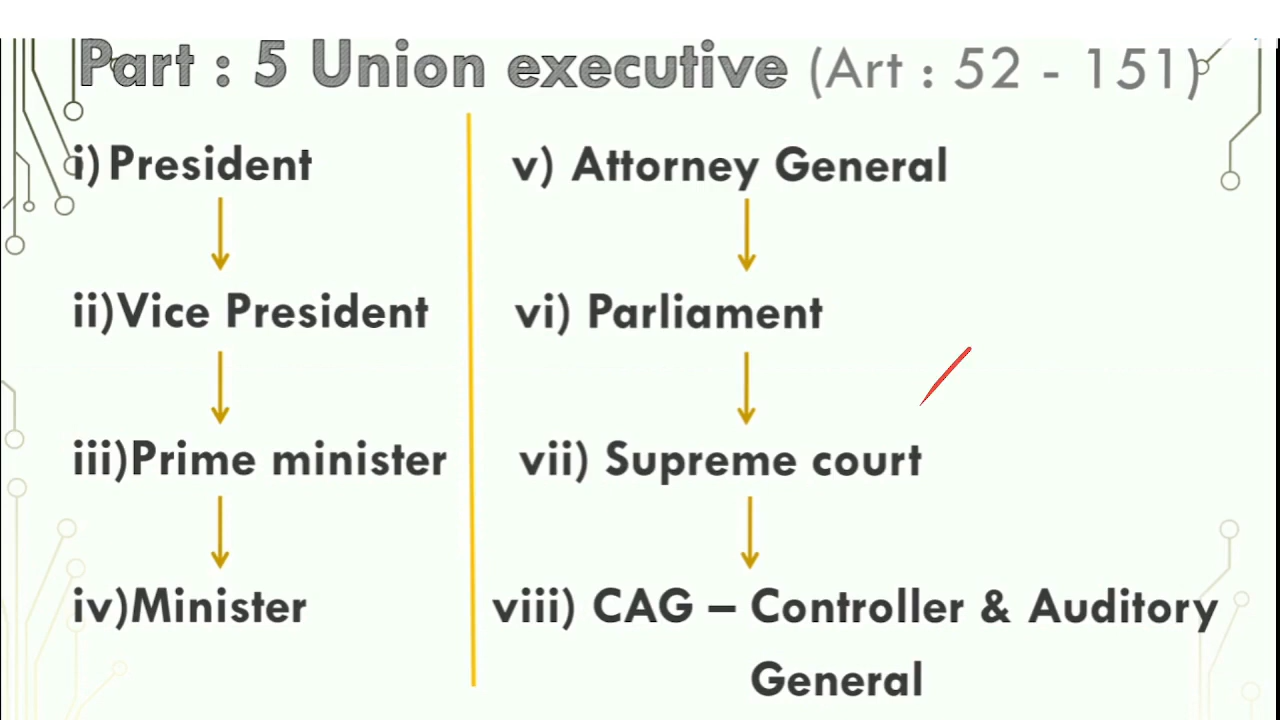 Part : 5 Union executive (Art : 52 - 151)
i) President
ii)Vice President
iii)Prime minister
iv)Minister
v) Attorney General
vi) Parliament
vii) Supreme court
viii) CAG – Controller & Auditory
General